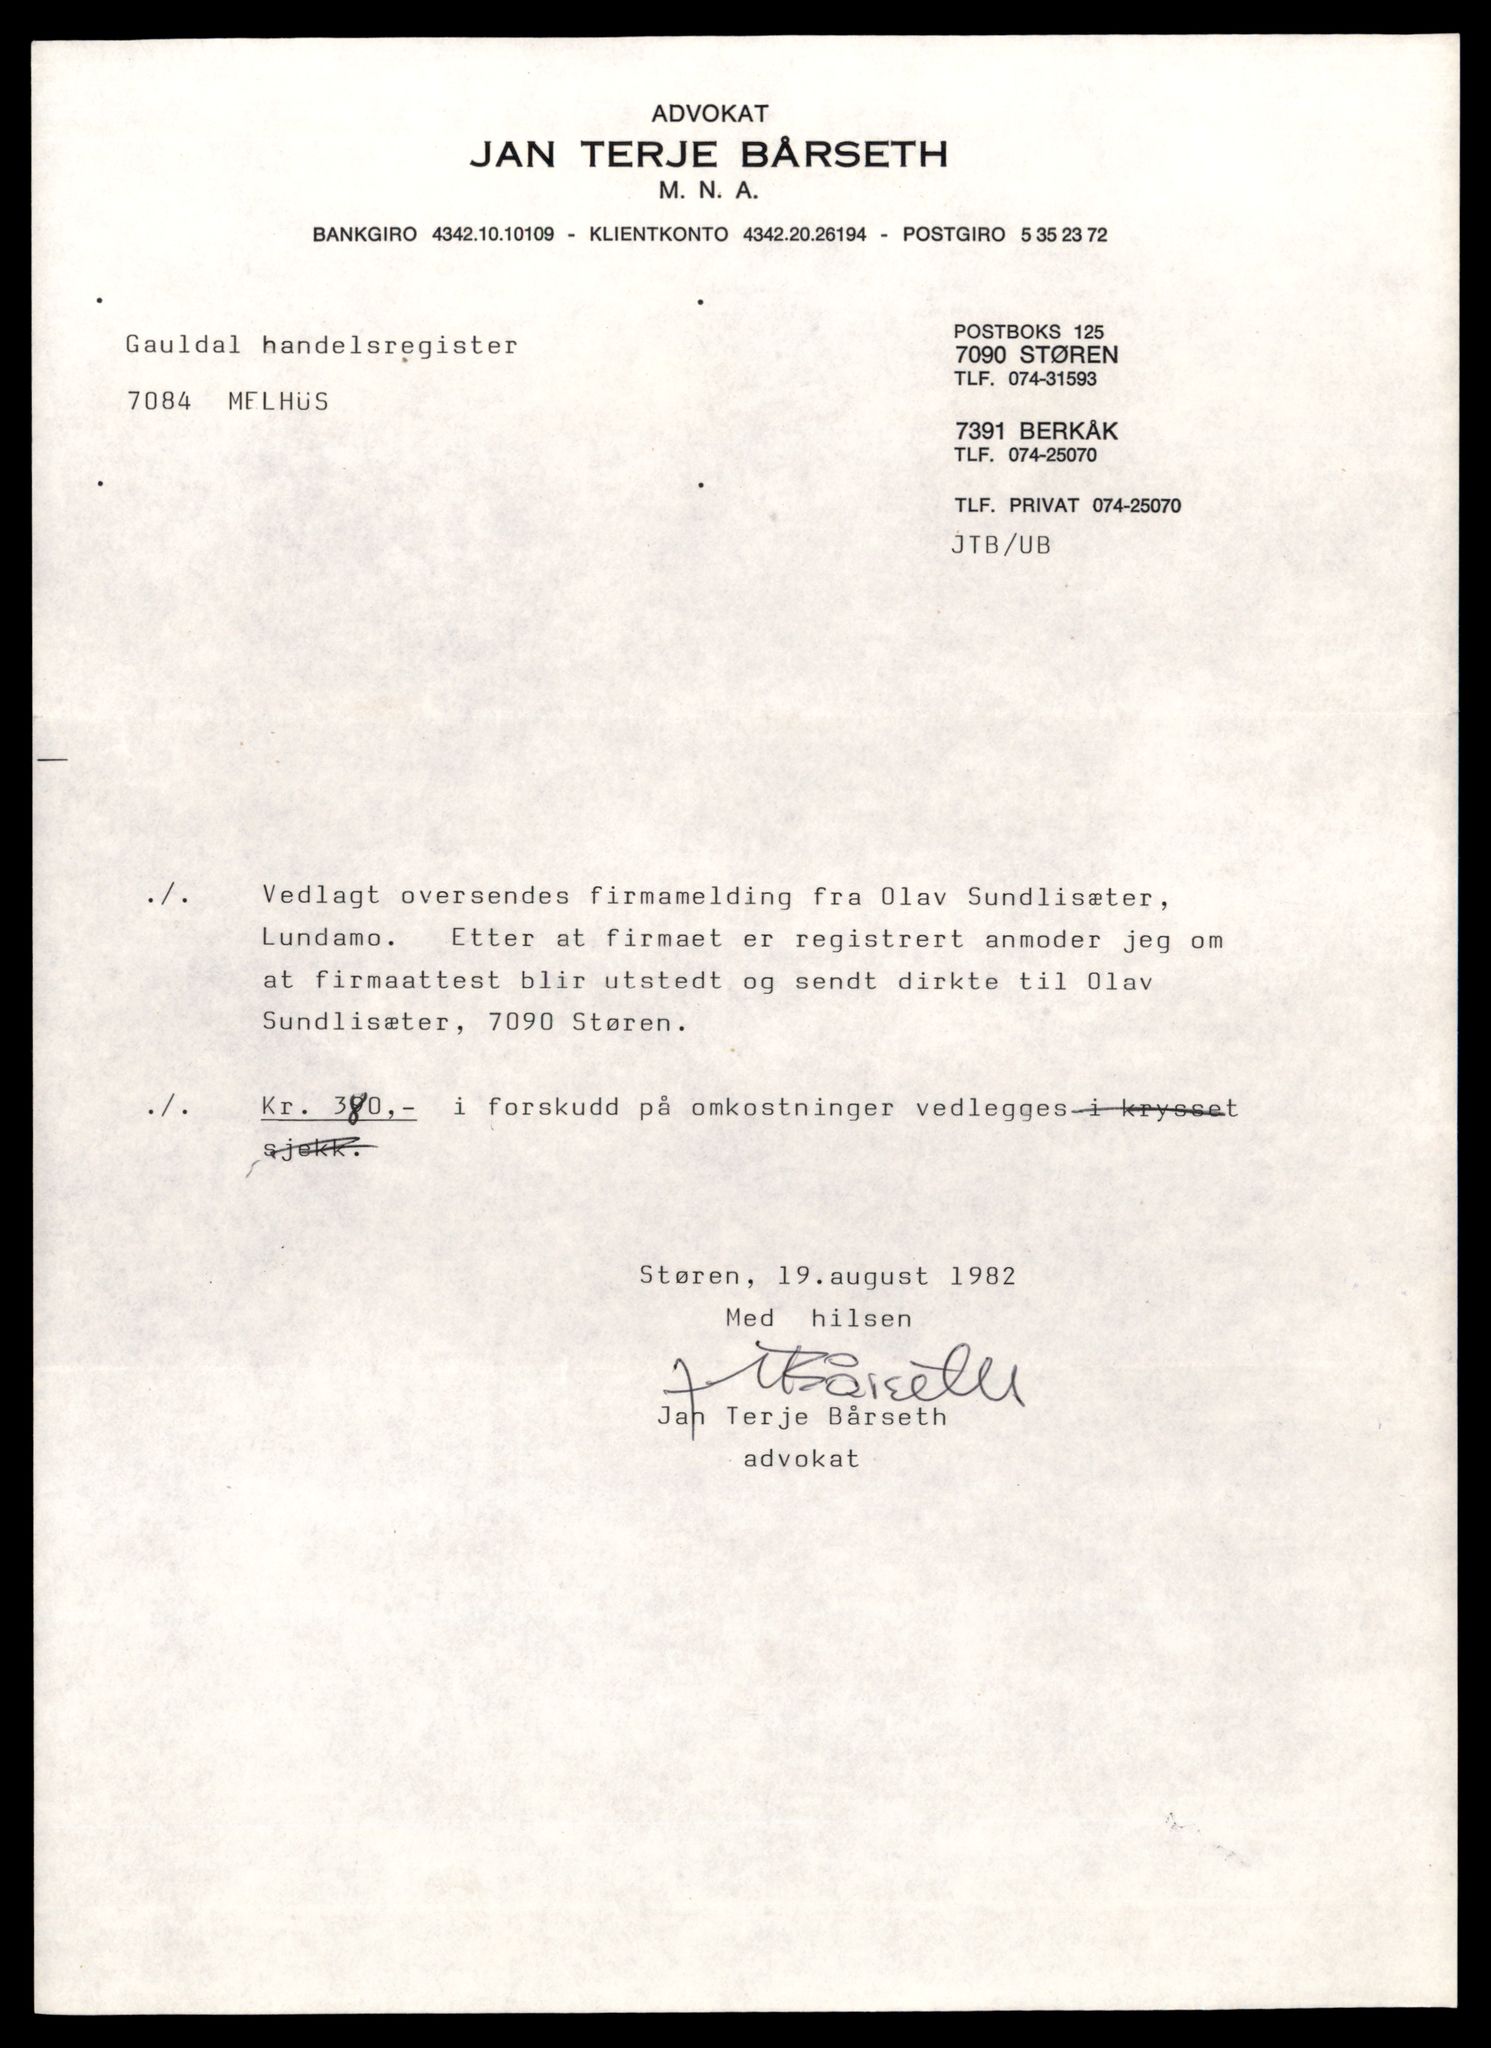 ADVOKAT
JAN TERJE BÅRSETH
M. N. A.
BANKGIRO 4342.10.10109 - KLIENTKONTO 4342.20.26194 - POSTGIRO 5 35 23 72
Gauldal handelsregister
7084 MELHUS
POSTBOKS 125
7090 STØREN
TLF. 074-31593
7391 BERKÅK
TLF. 074-25070
TLF. PRIVAT 074-25070
JTB/UB
./. Vedlagt oversendes firmamelding fra Olav Sundlisæter,
Lundamo. Etter at firmaet er registrert anmoder jeg om
at firmaattest blir utstedt og sendt dirkte til Olav
Sundlisæter, 7090 Støren.
./. Kr. 380,- i forskudd på omkostninger vedlegges i krysset
sjekk.
Støren, 19.august 1982
Med hilsen
JTBårseth
Jan Terje Bårseth
advokat